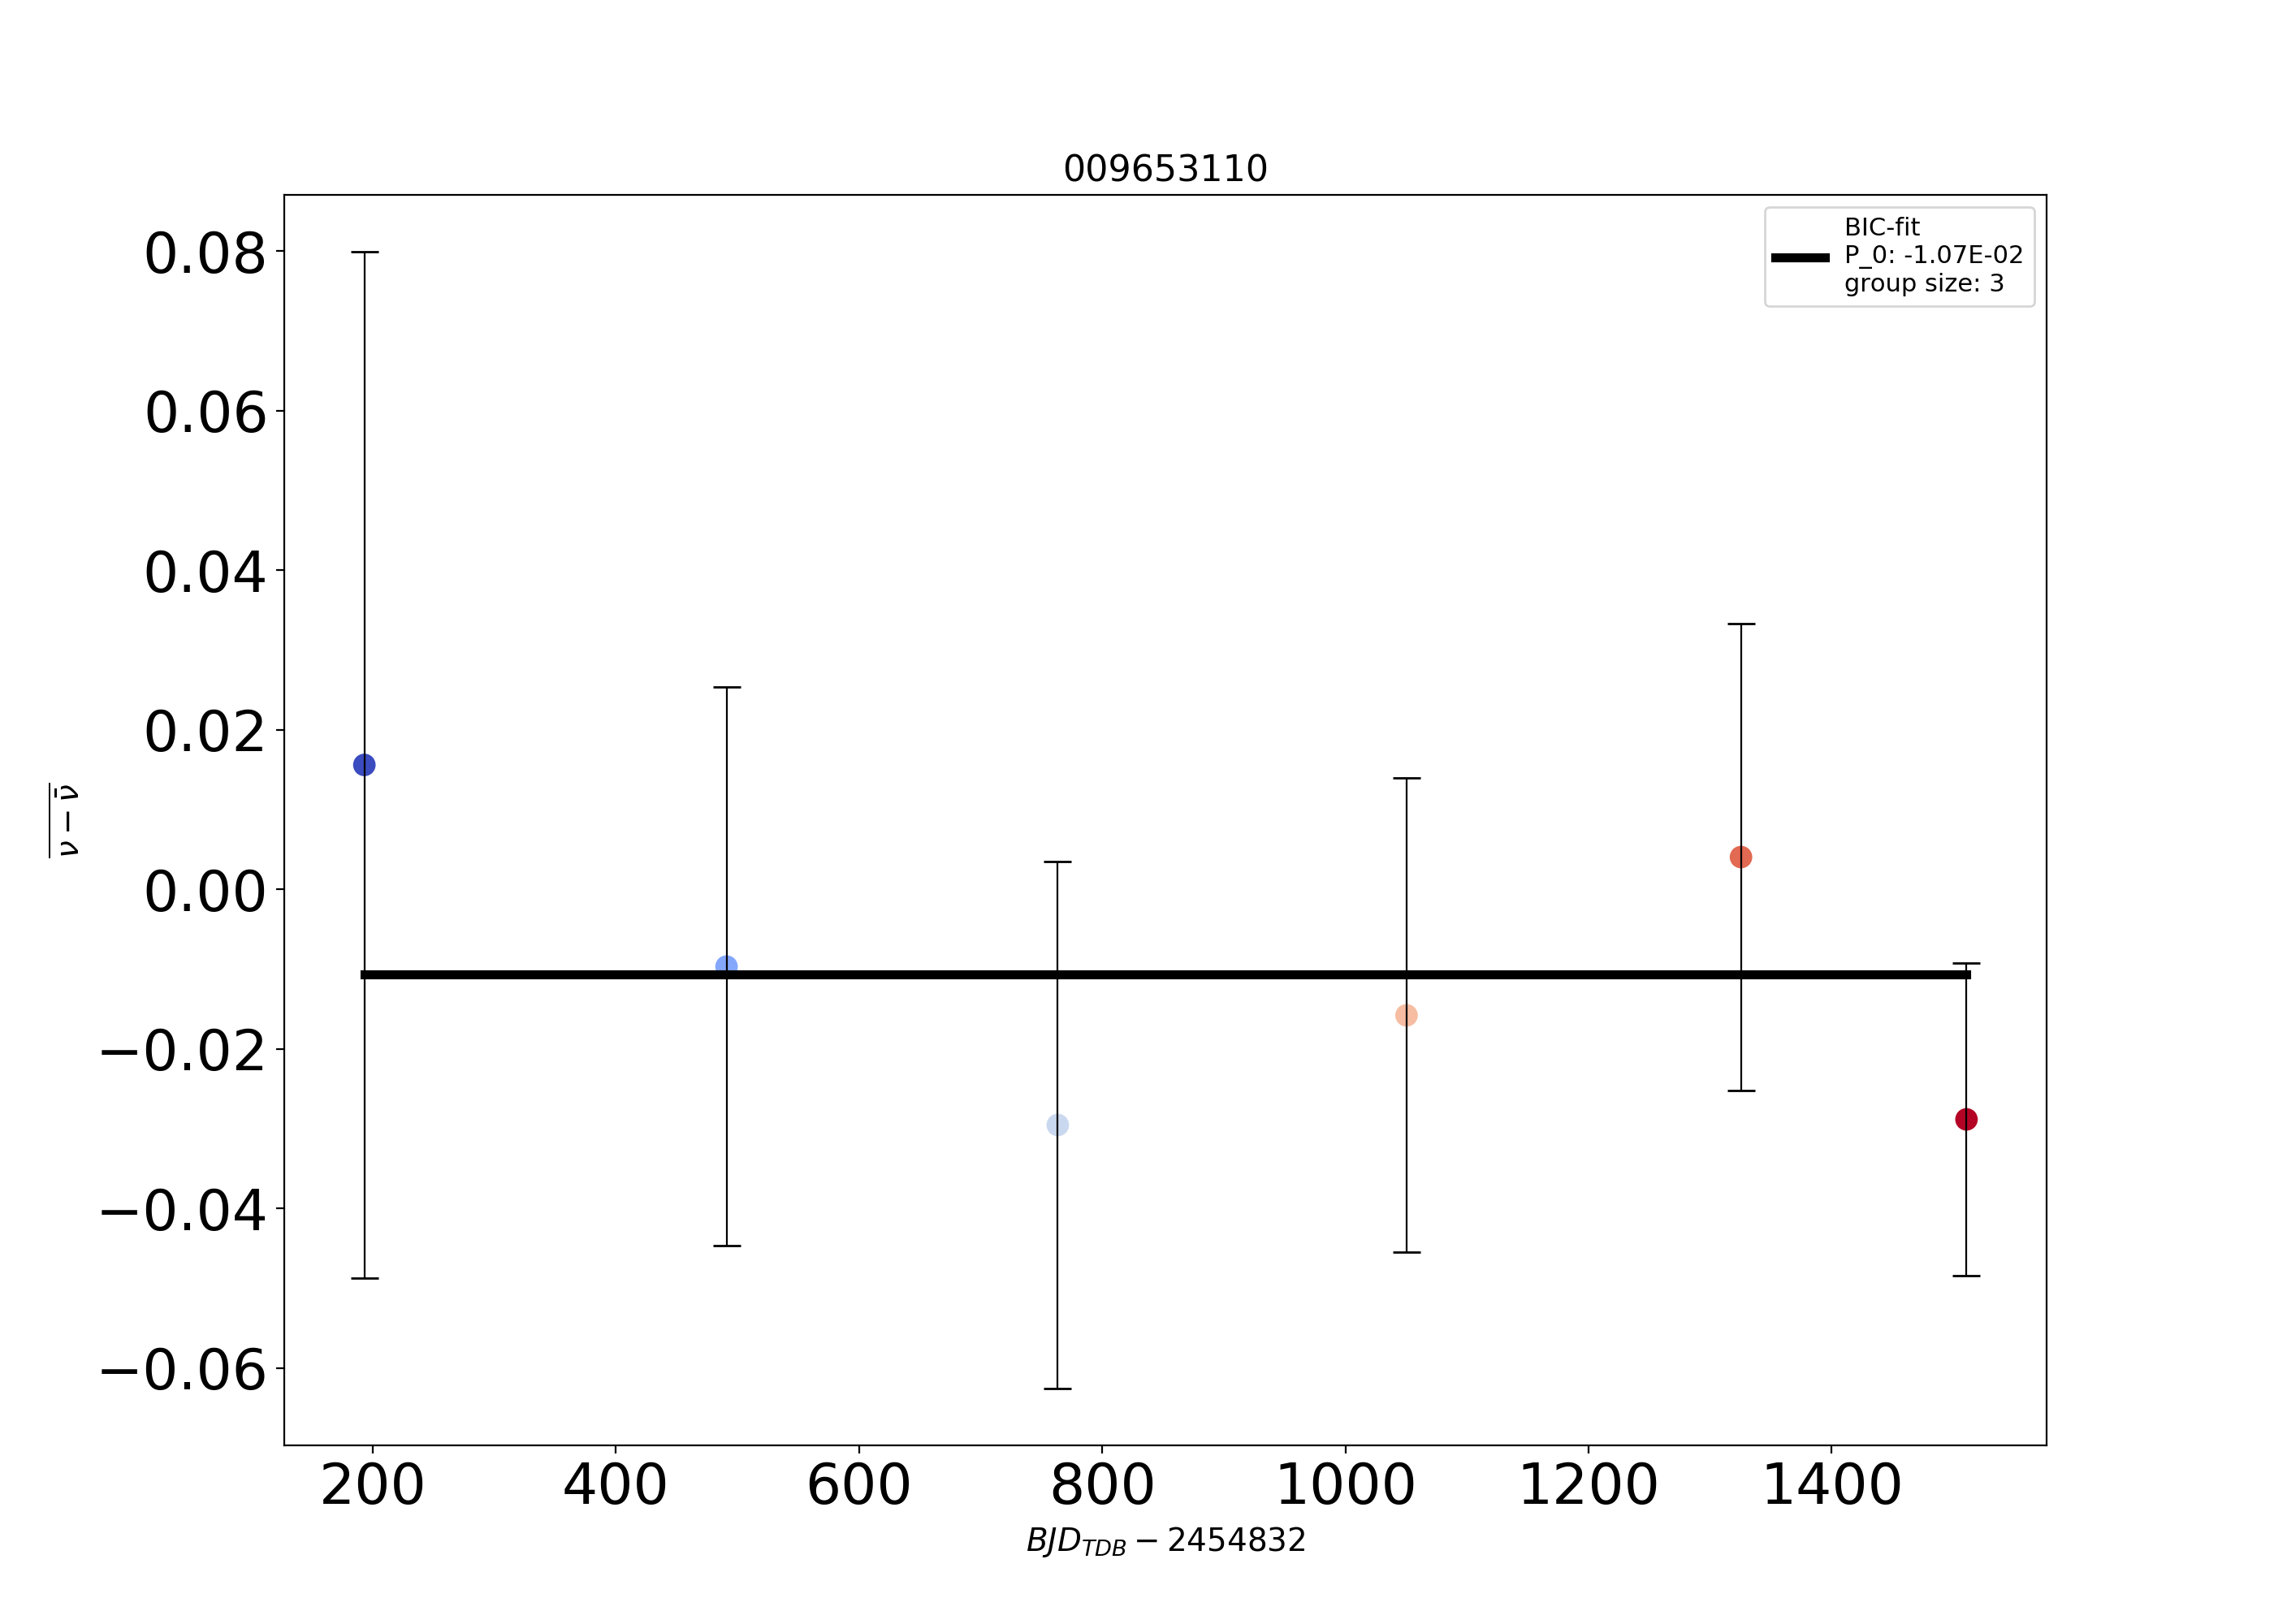 009653110
BIC-fit
P_0: -1.07E-02
group size: 3
0.08
0.06
0.04
0.02
0.00
−0.02
−0.04
−0.06
ν − ν̄
200 400 600 800 1000 1200 1400
BJD_TDB − 2454832